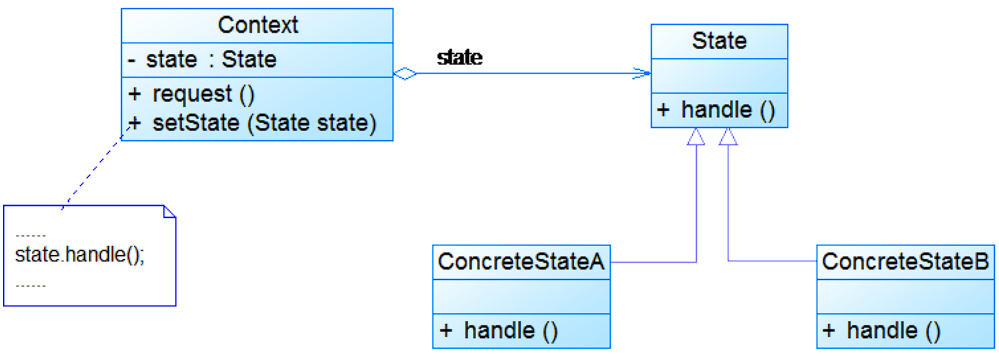 Context
- state : State
+ request ()
+ setState (State state)
state
State
+ handle ()
......
state.handle();
......
ConcreteStateA
+ handle ()
ConcreteStateB
+ handle ()